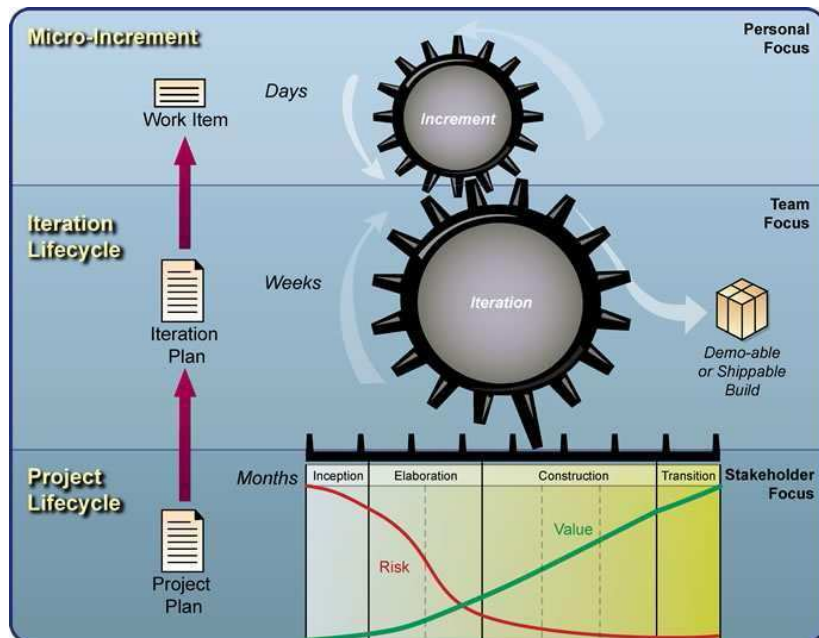 Micro-Increment
Personal
Focus
Days
Work Item
Increment
Iteration
Lifecycle
Team
Focus
Weeks
Iteration
Iteration
Plan
Demo-able
or Shippable
Build
Project
Lifecycle
Months
Inception
Elaboration
Construction
Transition
Stakeholder
Focus
Value
Risk
Project
Plan